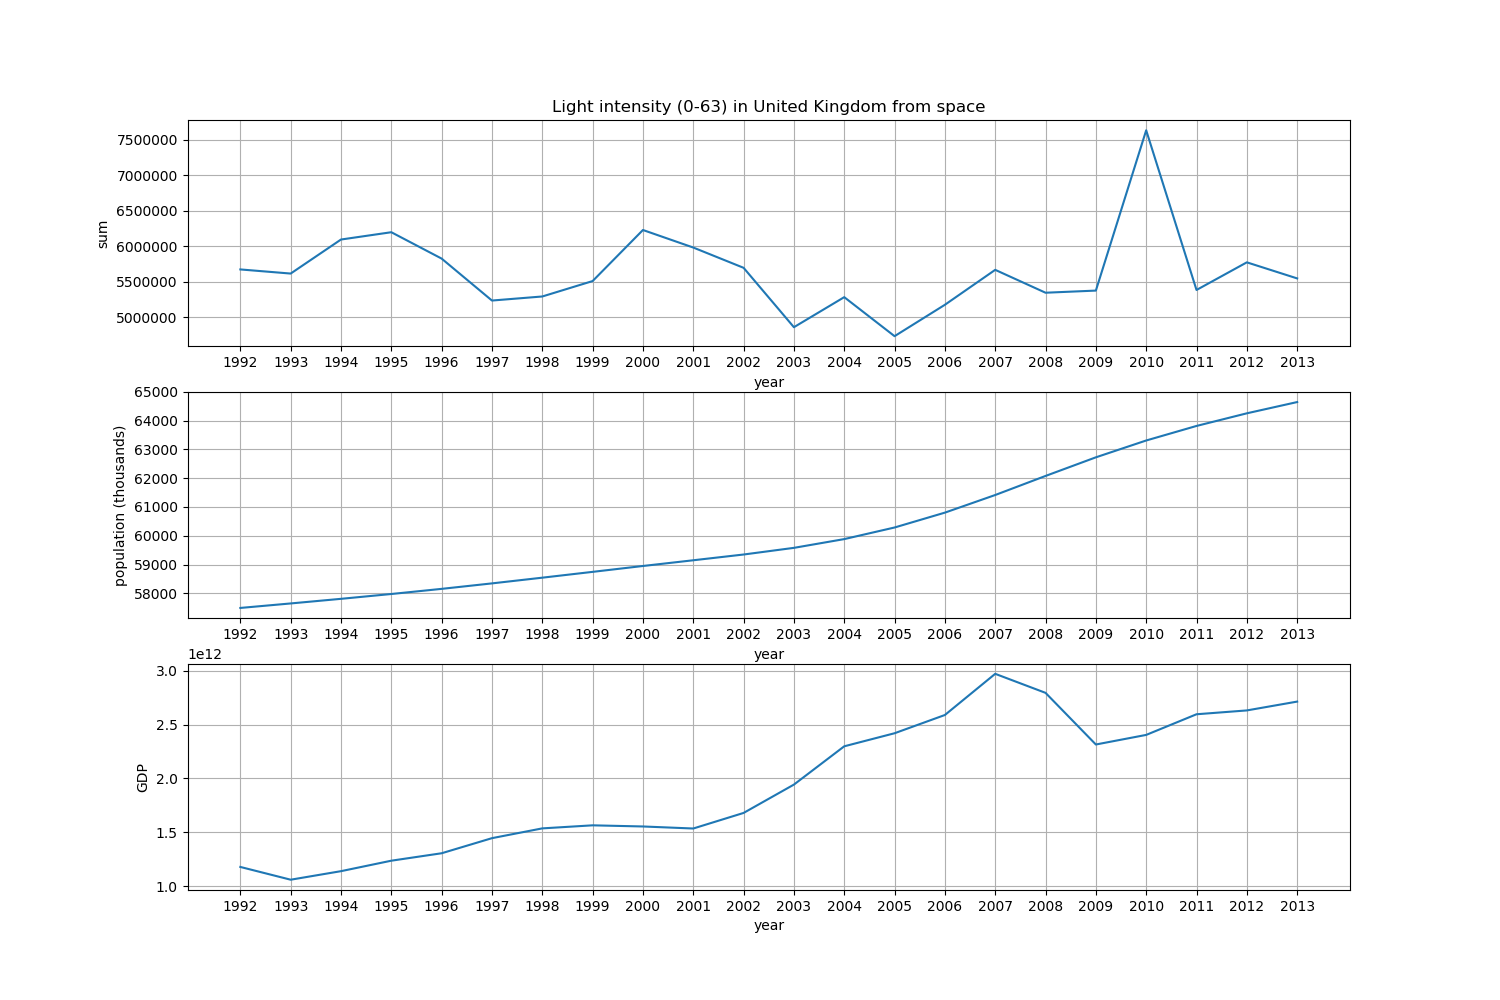 Light intensity (0-63) in United Kingdom from space
7500000
7000000
6500000
6000000
5500000
5000000
sum
1992 1993 1994 1995 1996 1997 1998 1999 2000 2001 2002 2003 2004 2005 2006 2007 2008 2009 2010 2011 2012 2013
year
65000
64000
63000
62000
61000
60000
59000
58000
population (thousands)
1992 1993 1994 1995 1996 1997 1998 1999 2000 2001 2002 2003 2004 2005 2006 2007 2008 2009 2010 2011 2012 2013
year
1e12
3.0
2.5
2.0
1.5
1.0
GDP
1992 1993 1994 1995 1996 1997 1998 1999 2000 2001 2002 2003 2004 2005 2006 2007 2008 2009 2010 2011 2012 2013
year